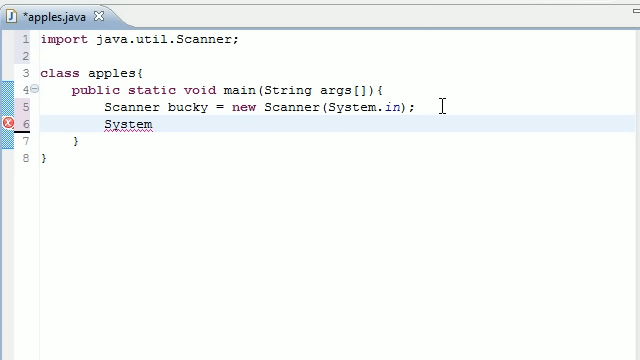 *apples.java
1 import java.util.Scanner;
2
3 class apples{
4 public static void main(String args[]){
5 Scanner bucky = new Scanner(System.in);
6 System
7 }
8 }